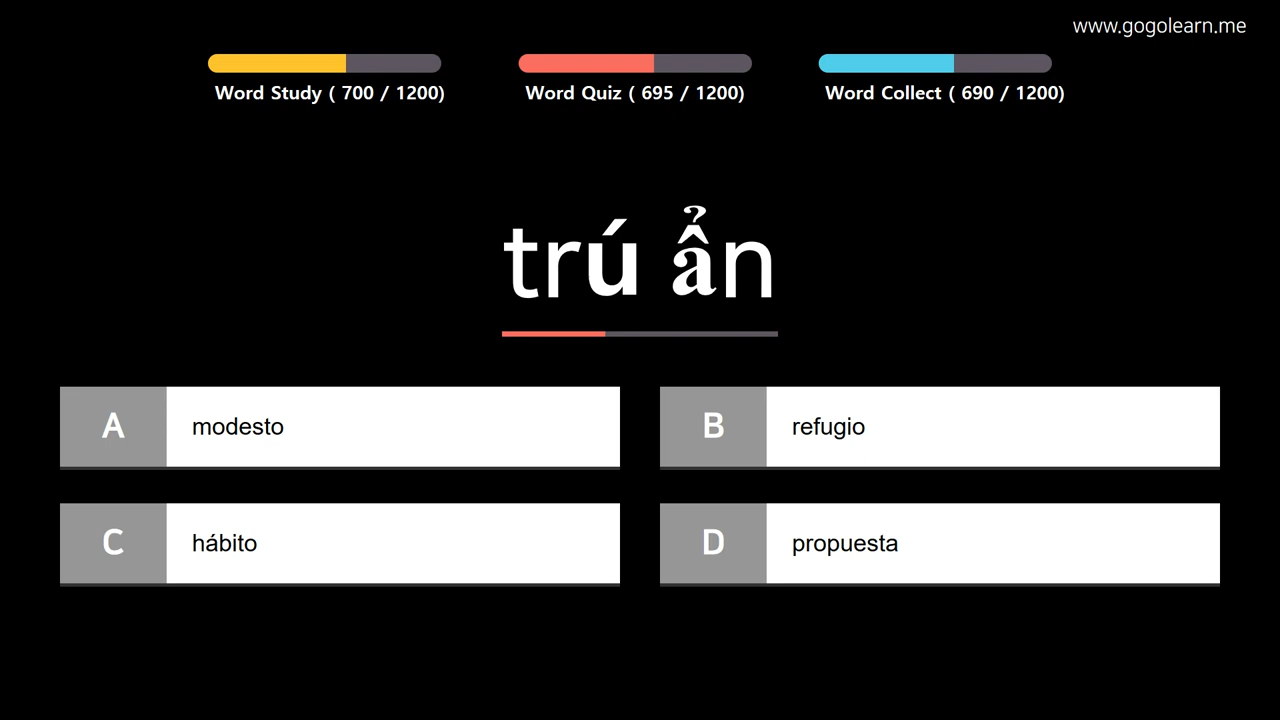 www.gogolearn.me
Word Study ( 700 / 1200)
Word Quiz ( 695 / 1200)
Word Collect ( 690 / 1200)
trú ẩn
A modesto
B refugio
C hábito
D propuesta